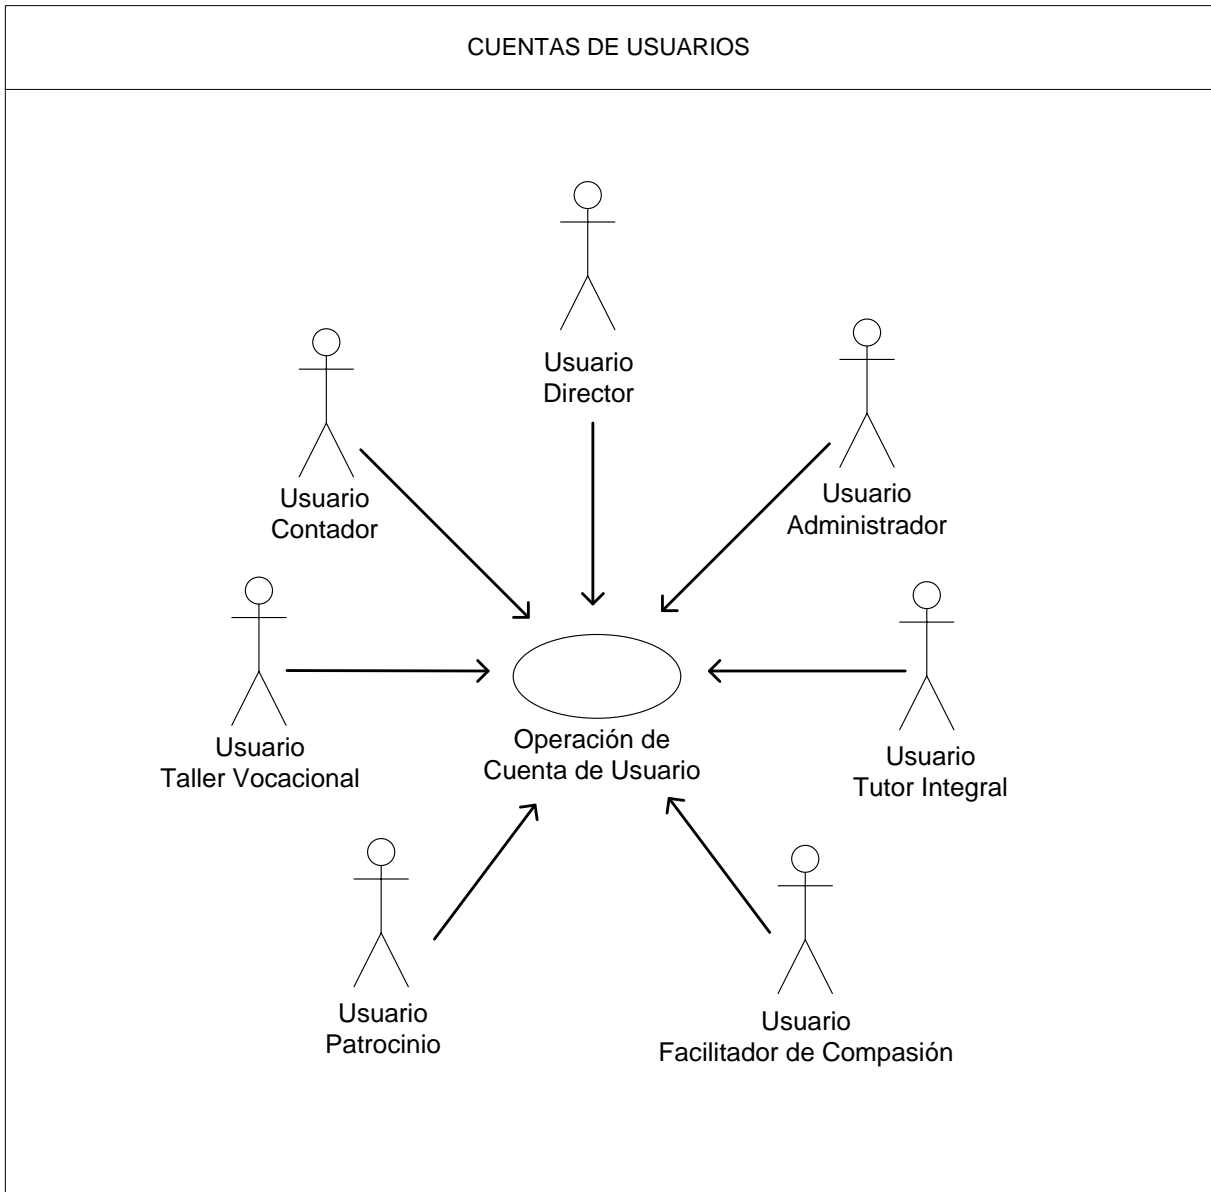 CUENTAS DE USUARIOS
Usuario
Director
Usuario
Contador
Usuario
Administrador
Usuario
Taller Vocacional
Operación de
Cuenta de Usuario
Usuario
Tutor Integral
Usuario
Patrocinio
Usuario
Facilitador de Compasión